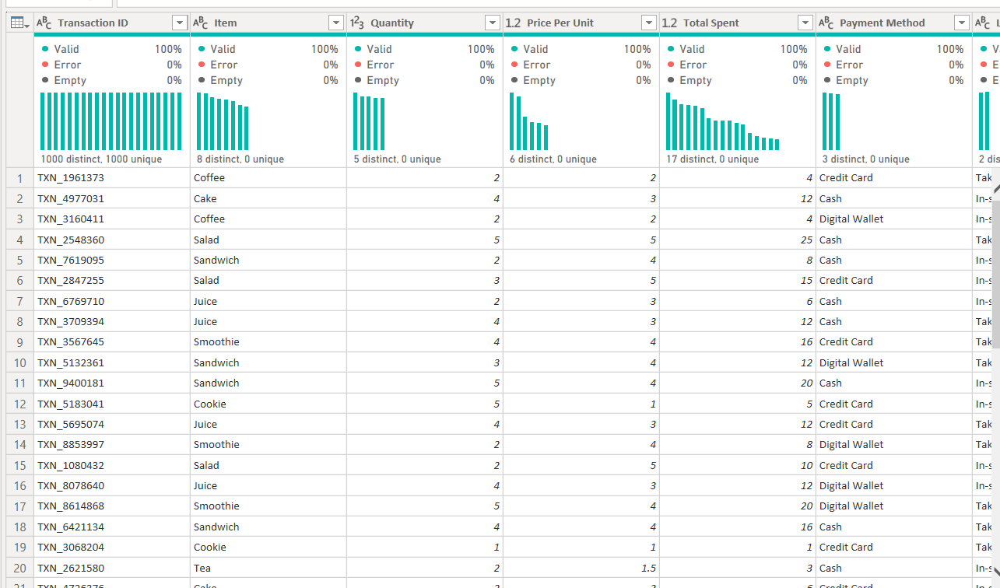 ABC Transaction ID ABC Item 123 Quantity 1.2 Price Per Unit 1.2 Total Spent ABC Payment Method ABC
Valid 100% Valid 100% Valid 100% Valid 100% Valid 100% Valid 100%
Error 0% Error 0% Error 0% Error 0% Error 0% Error 0%
Empty 0% Empty 0% Empty 0% Empty 0% Empty 0% Empty 0%
1000 distinct, 1000 unique 8 distinct, 0 unique 5 distinct, 0 unique 6 distinct, 0 unique 17 distinct, 0 unique 3 distinct, 0 unique 2 dis
1 TXN_1961373 Coffee 2 2 4 Credit Card Tak
2 TXN_4977031 Cake 4 3 12 Cash In-s
3 TXN_3160411 Coffee 2 2 4 Digital Wallet In-s
4 TXN_2548360 Salad 5 5 25 Cash Tak
5 TXN_7619095 Sandwich 2 4 8 Cash In-s
6 TXN_2847255 Salad 3 5 15 Credit Card In-s
7 TXN_6769710 Juice 2 3 6 Cash In-s
8 TXN_3709394 Juice 4 3 12 Cash Tak
9 TXN_3567645 Smoothie 4 4 16 Credit Card Tak
10 TXN_5132361 Sandwich 3 4 12 Digital Wallet Tak
11 TXN_9400181 Sandwich 5 4 20 Cash In-s
12 TXN_5183041 Cookie 5 1 5 Credit Card In-s
13 TXN_5695074 Juice 4 3 12 Credit Card Tak
14 TXN_8853997 Smoothie 2 4 8 Digital Wallet Tak
15 TXN_1080432 Salad 2 5 10 Credit Card In-s
16 TXN_8078640 Juice 4 3 12 Digital Wallet In-s
17 TXN_8614868 Smoothie 5 4 20 Digital Wallet Tak
18 TXN_6421134 Sandwich 4 4 16 Cash Tak
19 TXN_3068204 Cookie 1 1 1 Credit Card Tak
20 TXN_2621580 Tea 2 1.5 3 Cash In-s